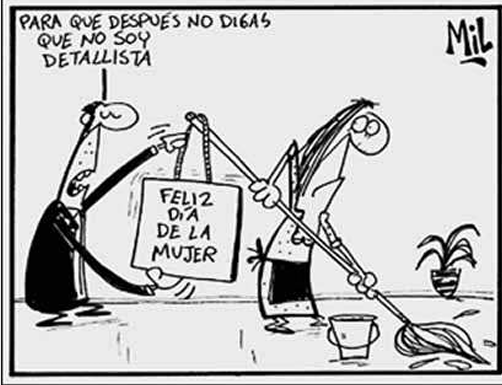 PARA QUE DESPUÉS NO DIGAS
QUE NO SOY
DETALLISTA
MIL
FELIZ
DÍA
DE LA
MUJER